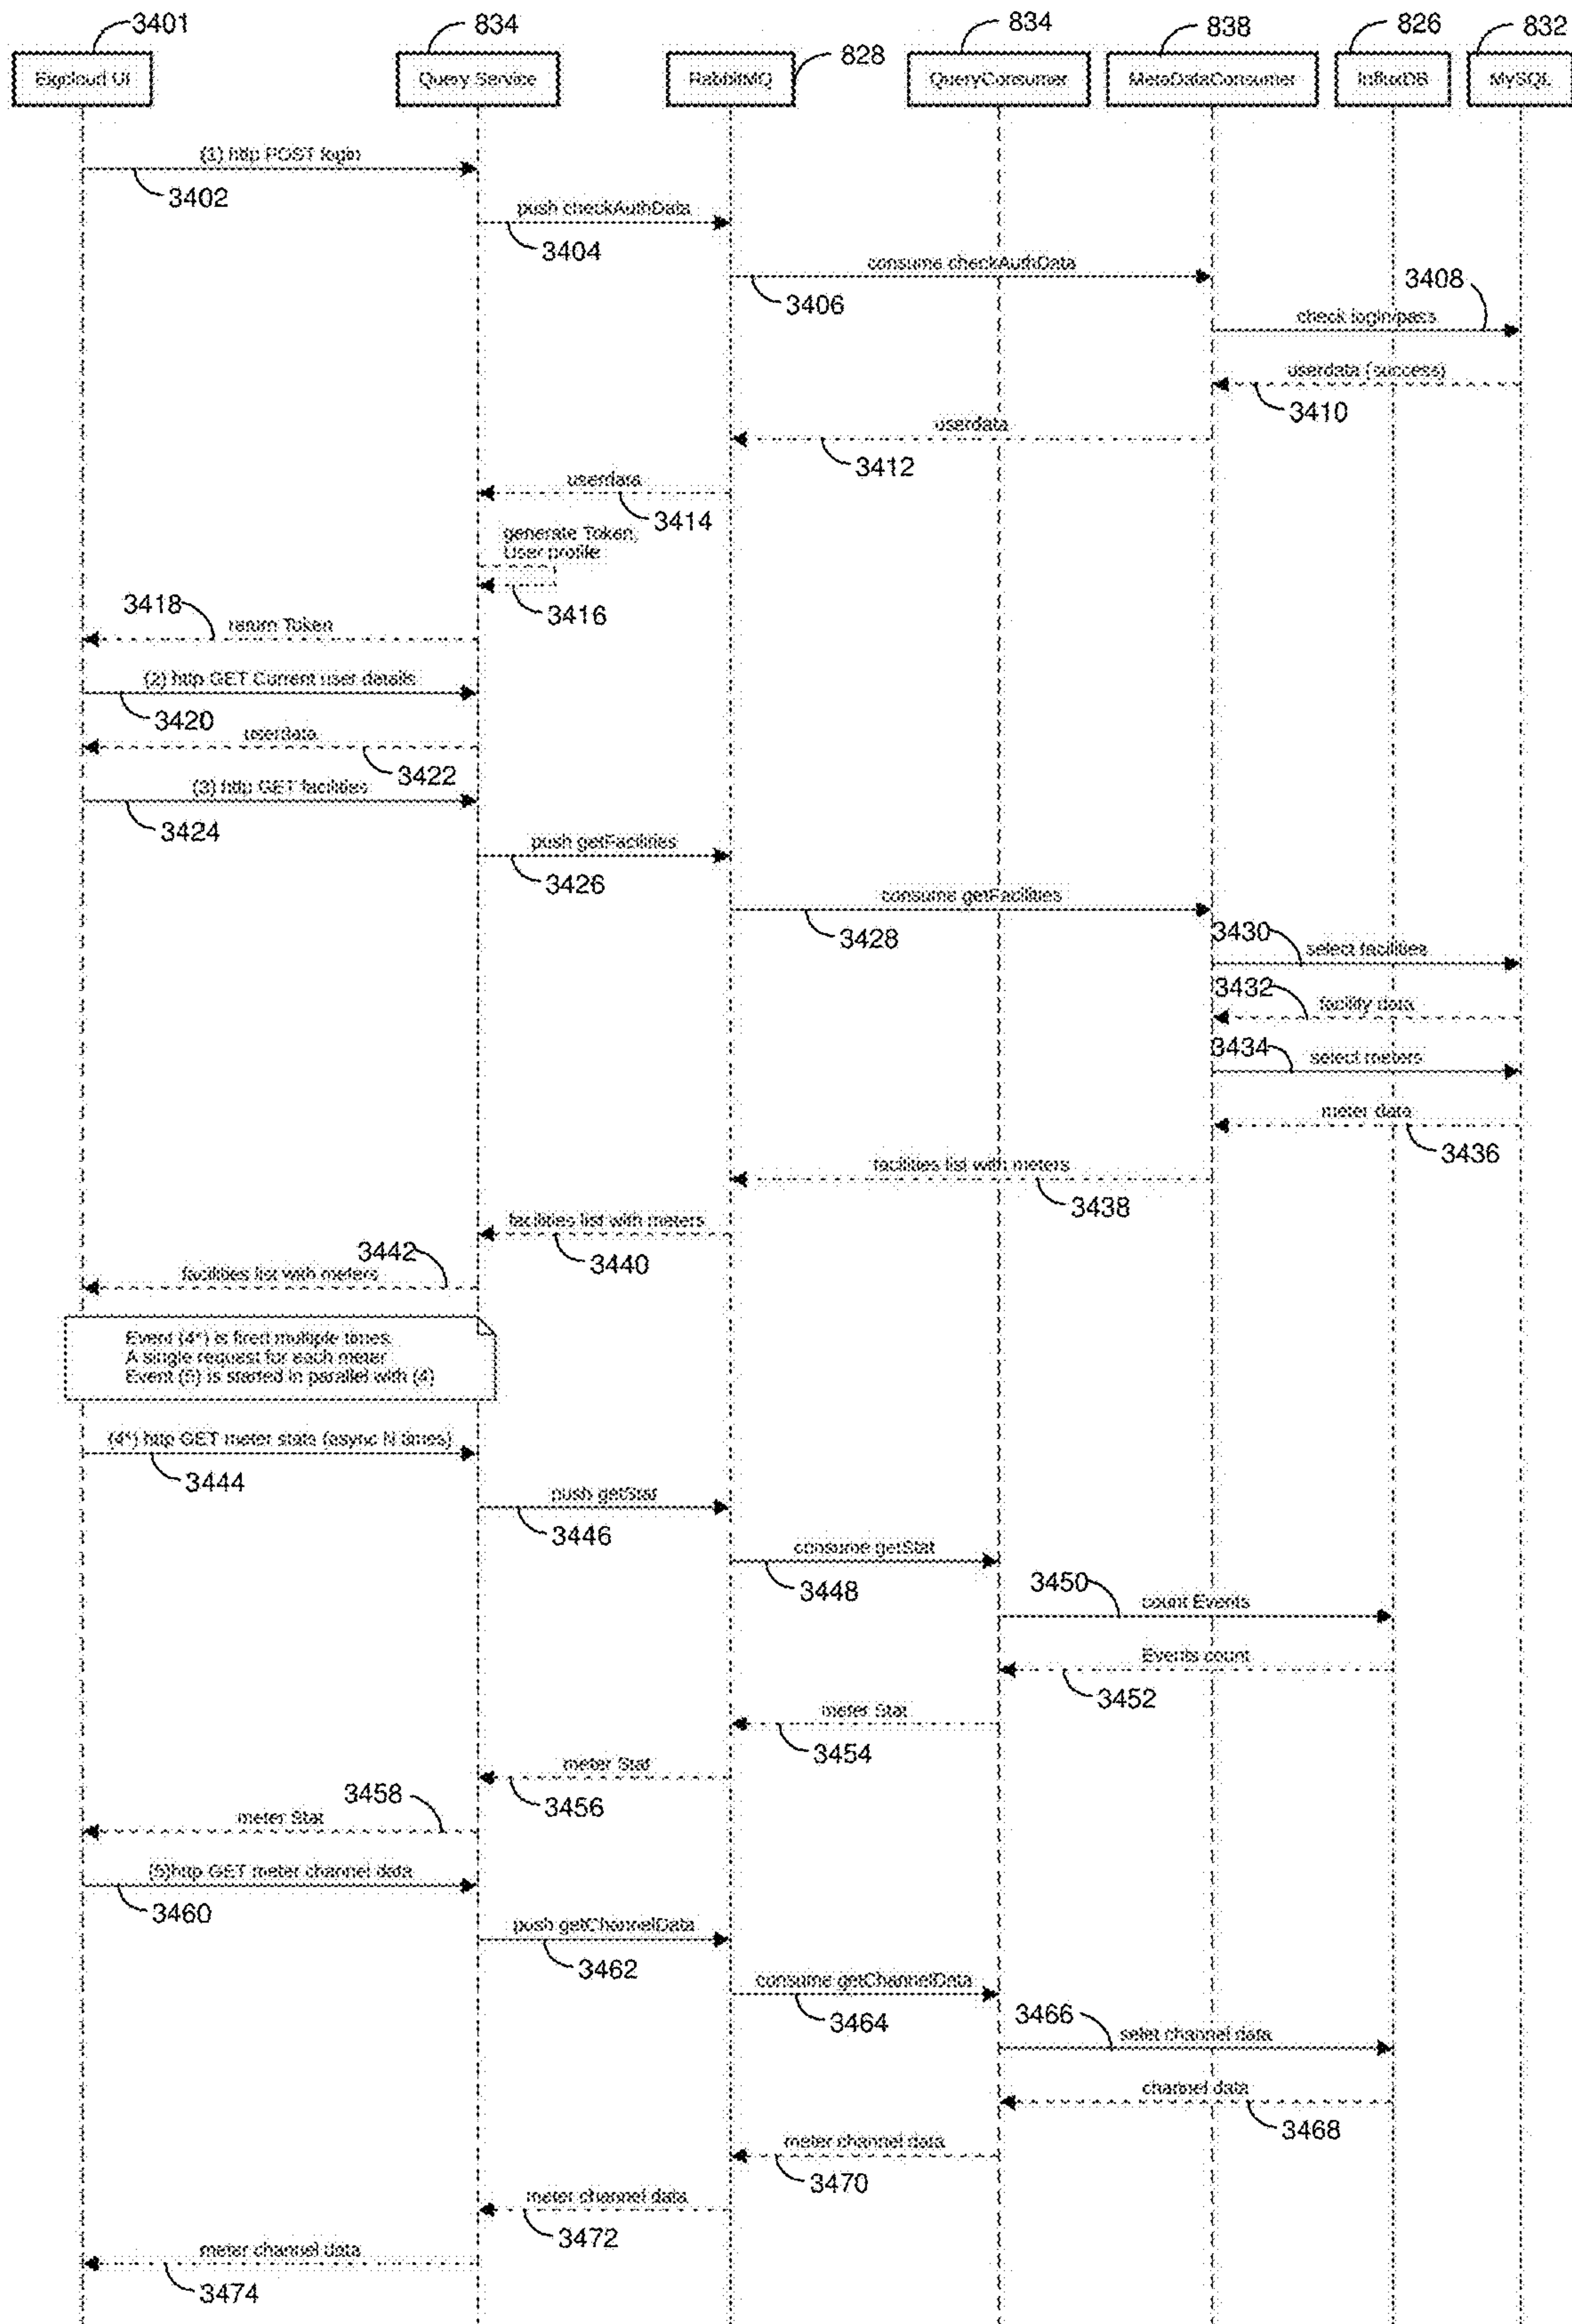 3401
834
834
838
826
832
Eigcloud UI
Query Service
RabbitMQ
828
QueryConsumer
MetaDataConsumer
InfluxDB
MySQL
(1) http POST login
3402
push checkAuthData
3404
consume checkAuthData
3406
3408
check login/pass
userdata (success)
3410
userdata
3412
userdata
3414
generate Token,
User profile
3416
3418
return Token
(2) http GET Current user details
3420
userdata
3422
(3) http GET facilities
3424
push getFacilities
3426
consume getFacilities
3428
3430
select facilities
3432
facility data
3434
select meters
meter data
3436
facilities list with meters
3438
facilities list with meters
3440
3442
facilities list with meters
Event (4*) is fired multiple times
A single request for each meter
Event (5) is started in parallel with (4)
(4*) http GET meter stats (async N times)
3444
push getStat
3446
consume getStat
3448
3450
count Events
Events count
3452
meter Stat
3454
meter Stat
3456
3458
meter Stat
(5)http GET meter channel data
3460
push getChannelData
3462
consume getChannelData
3464
3466
selet channel data
channel data
3468
meter channel data
3470
meter channel data
3472
meter channel data
3474